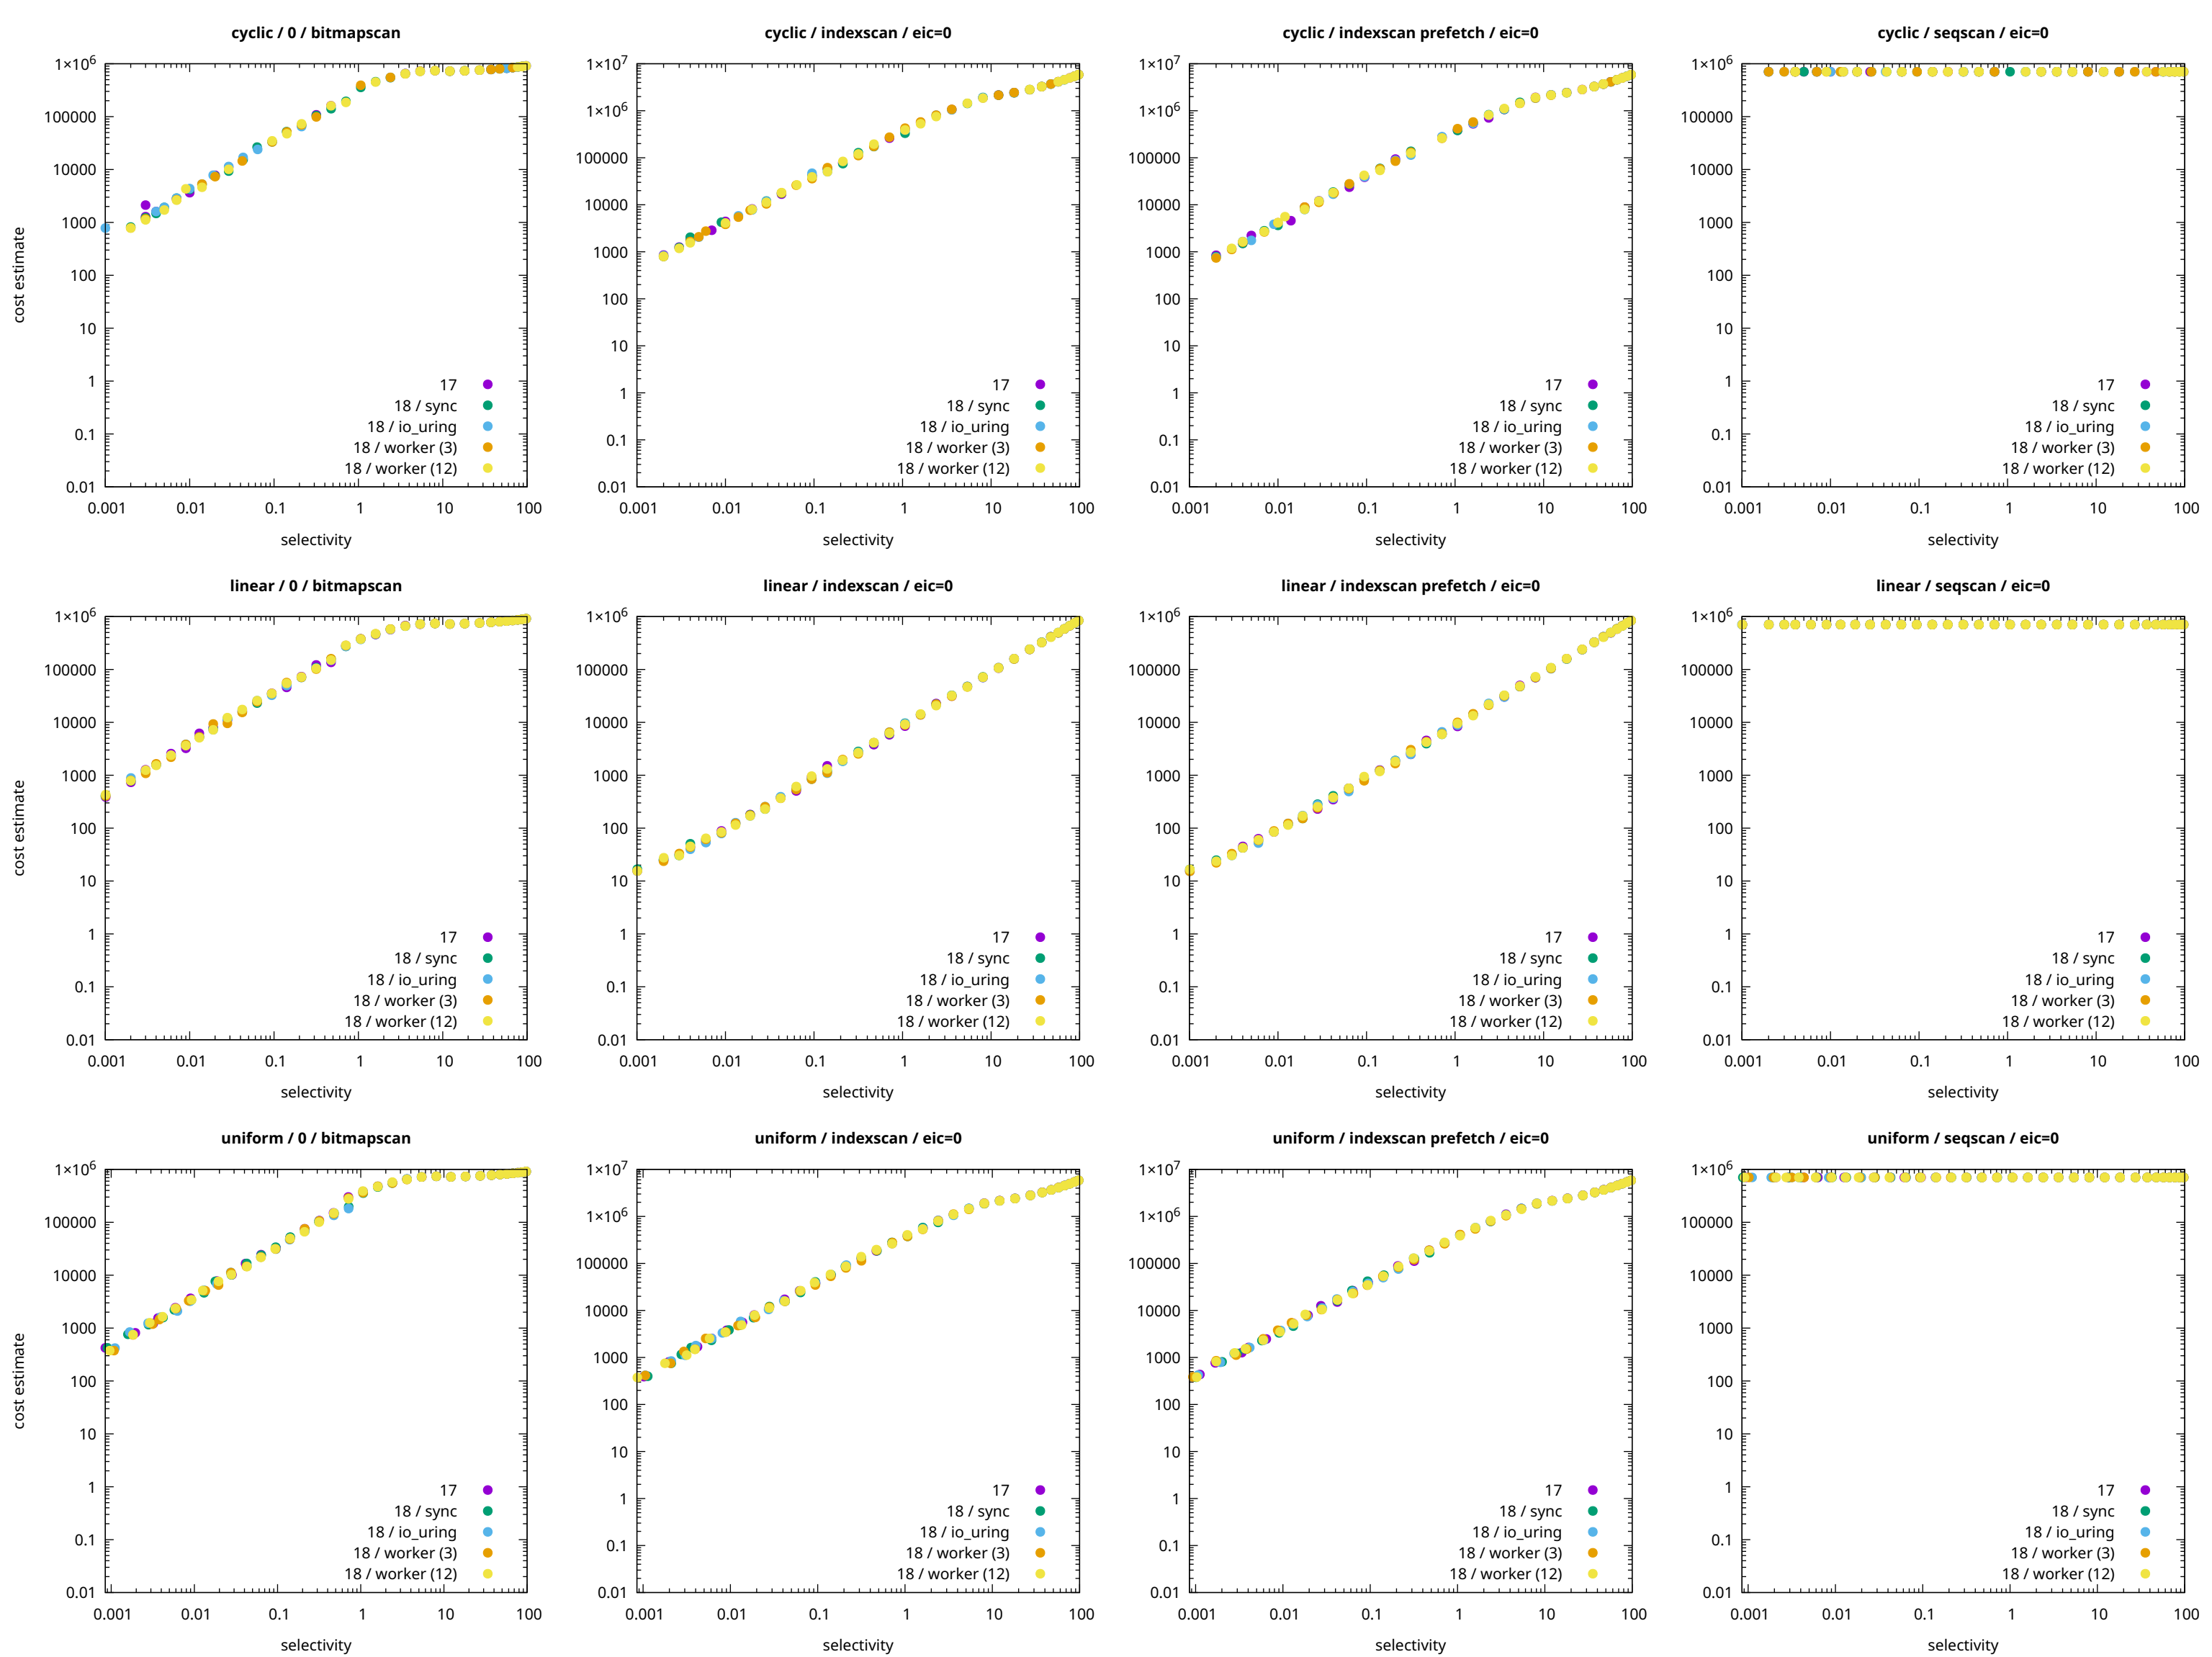 cyclic / 0 / bitmapscan
cost estimate
1×10⁶
100000
10000
1000
100
10
1
0.1
0.01
17
18 / sync
18 / io_uring
18 / worker (3)
18 / worker (12)
0.001 0.01 0.1 1 10 100
selectivity
cyclic / indexscan / eic=0
1×10⁷
1×10⁶
100000
10000
1000
100
10
1
0.1
0.01
17
18 / sync
18 / io_uring
18 / worker (3)
18 / worker (12)
0.001 0.01 0.1 1 10 100
selectivity
cyclic / indexscan prefetch / eic=0
1×10⁷
1×10⁶
100000
10000
1000
100
10
1
0.1
0.01
17
18 / sync
18 / io_uring
18 / worker (3)
18 / worker (12)
0.001 0.01 0.1 1 10 100
selectivity
cyclic / seqscan / eic=0
1×10⁶
100000
10000
1000
100
10
1
0.1
0.01
17
18 / sync
18 / io_uring
18 / worker (3)
18 / worker (12)
0.001 0.01 0.1 1 10 100
selectivity
linear / 0 / bitmapscan
cost estimate
1×10⁶
100000
10000
1000
100
10
1
0.1
0.01
17
18 / sync
18 / io_uring
18 / worker (3)
18 / worker (12)
0.001 0.01 0.1 1 10 100
selectivity
linear / indexscan / eic=0
1×10⁶
100000
10000
1000
100
10
1
0.1
0.01
17
18 / sync
18 / io_uring
18 / worker (3)
18 / worker (12)
0.001 0.01 0.1 1 10 100
selectivity
linear / indexscan prefetch / eic=0
1×10⁶
100000
10000
1000
100
10
1
0.1
0.01
17
18 / sync
18 / io_uring
18 / worker (3)
18 / worker (12)
0.001 0.01 0.1 1 10 100
selectivity
linear / seqscan / eic=0
1×10⁶
100000
10000
1000
100
10
1
0.1
0.01
17
18 / sync
18 / io_uring
18 / worker (3)
18 / worker (12)
0.001 0.01 0.1 1 10 100
selectivity
uniform / 0 / bitmapscan
cost estimate
1×10⁶
100000
10000
1000
100
10
1
0.1
0.01
17
18 / sync
18 / io_uring
18 / worker (3)
18 / worker (12)
0.001 0.01 0.1 1 10 100
selectivity
uniform / indexscan / eic=0
1×10⁷
1×10⁶
100000
10000
1000
100
10
1
0.1
0.01
17
18 / sync
18 / io_uring
18 / worker (3)
18 / worker (12)
0.001 0.01 0.1 1 10 100
selectivity
uniform / indexscan prefetch / eic=0
1×10⁷
1×10⁶
100000
10000
1000
100
10
1
0.1
0.01
17
18 / sync
18 / io_uring
18 / worker (3)
18 / worker (12)
0.001 0.01 0.1 1 10 100
selectivity
uniform / seqscan / eic=0
1×10⁶
100000
10000
1000
100
10
1
0.1
0.01
17
18 / sync
18 / io_uring
18 / worker (3)
18 / worker (12)
0.001 0.01 0.1 1 10 100
selectivity